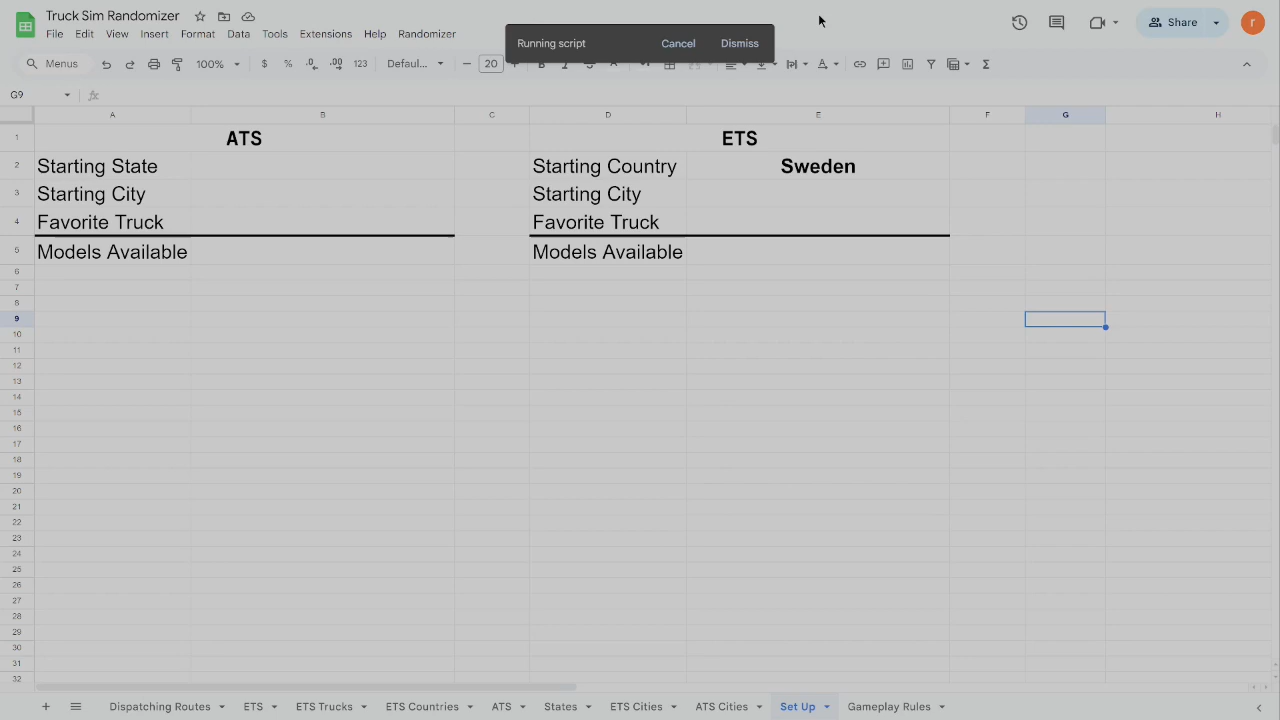 Truck Sim Randomizer
Share
r
File Edit View Insert Format Data Tools Extensions Help Randomizer
Running script Cancel Dismiss
Menus 100% $ % .0 .00 123 Defaul... 20
G9 fx
A B C D E F G H
1 ATS ETS
2 Starting State Starting Country Sweden
3 Starting City Starting City
4 Favorite Truck Favorite Truck
5 Models Available Models Available
6
7
8
9
10
11
12
13
14
15
16
17
18
19
20
21
22
23
24
25
26
27
28
29
30
31
32
Dispatching Routes ETS ETS Trucks ETS Countries ATS States ETS Cities ATS Cities Set Up Gameplay Rules